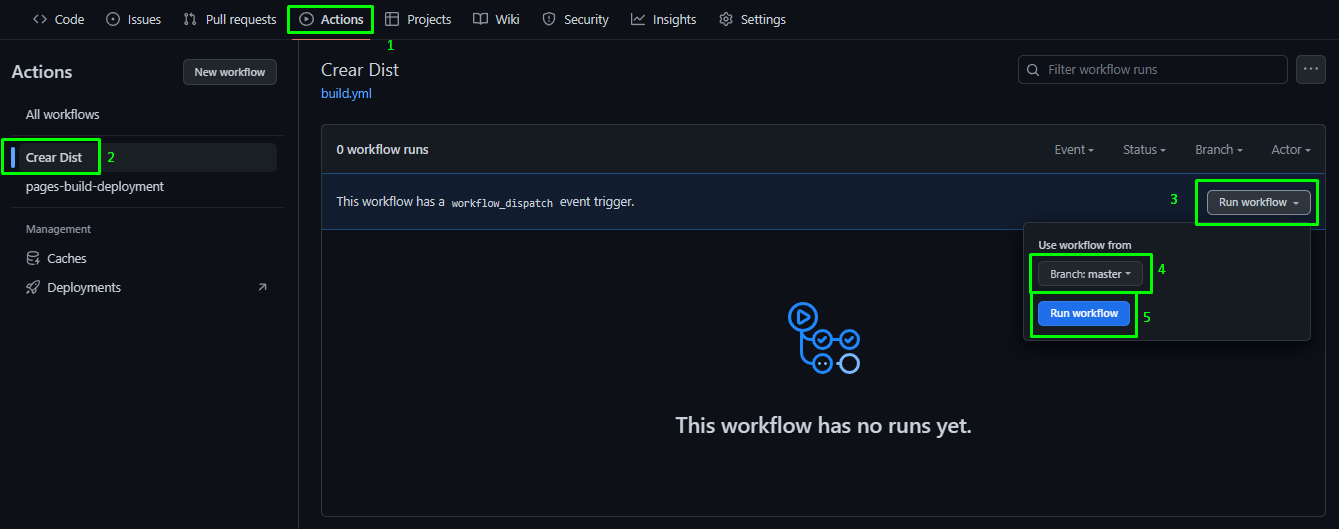 Code Issues Pull requests Actions Projects Wiki Security Insights Settings
1
Actions New workflow
All workflows
Crear Dist 2
pages-build-deployment
Management
Caches
Deployments
Crear Dist
build.yml
Filter workflow runs
0 workflow runs Event Status Branch Actor
This workflow has a workflow_dispatch event trigger. 3 Run workflow
Use workflow from
Branch: master 4
Run workflow 5
This workflow has no runs yet.